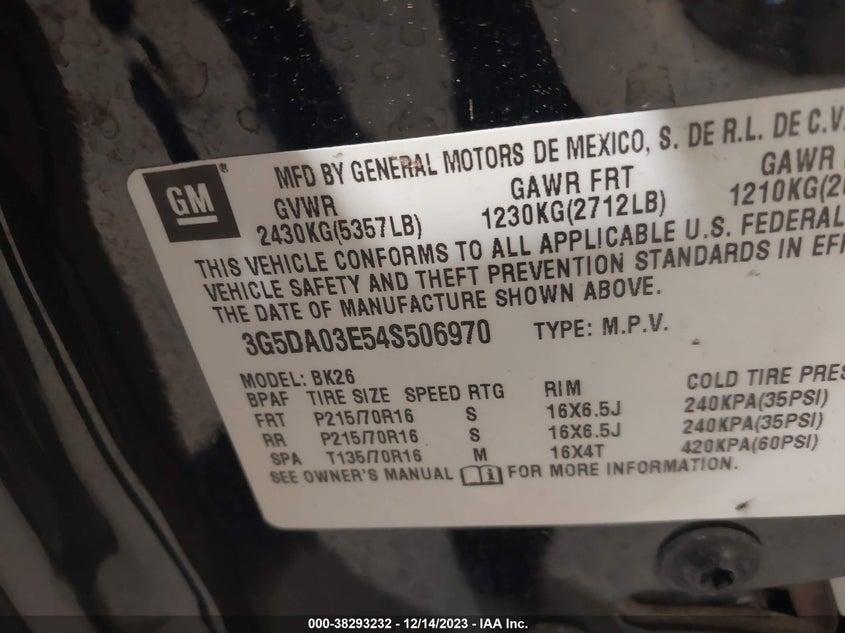 GM®
MFD BY GENERAL MOTORS DE MEXICO, S. DE R.L. DE C.V.
GVWR GAWR FRT GAWR
2430KG(5357LB) 1230KG(2712LB) 1210KG(2
THIS VEHICLE CONFORMS TO ALL APPLICABLE U.S. FEDERAL
VEHICLE SAFETY AND THEFT PREVENTION STANDARDS IN EFF
THE DATE OF MANUFACTURE SHOWN ABOVE.
3G5DA03E54S506970 TYPE: M.P.V.
MODEL: BK26
BPAF TIRE SIZE SPEED RTG RIM COLD TIRE PRES
FRT P215/70R16 S 16X6.5J 240KPA(35PSI)
RR P215/70R16 S 16X6.5J 240KPA(35PSI)
SPA T135/70R16 M 16X4T 420KPA(60PSI)
SEE OWNER'S MANUAL FOR MORE INFORMATION.
000-38293232 - 12/14/2023 - IAA Inc.